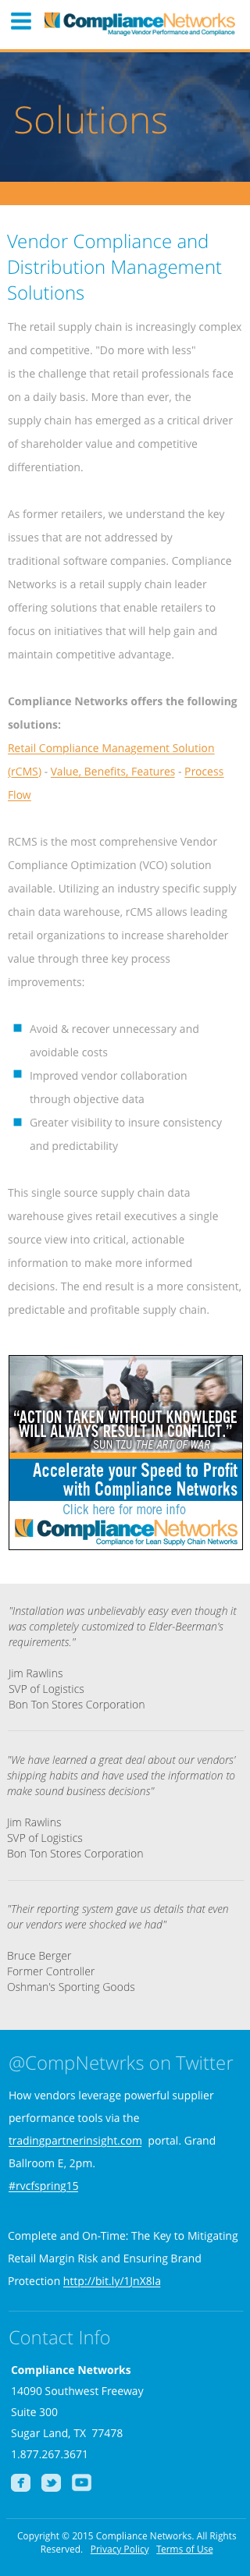 ComplianceNetworks
Manage Vendor Performance and Compliance
Solutions
Vendor Compliance and
Distribution Management
Solutions
The retail supply chain is increasingly complex
and competitive. "Do more with less"
is the challenge that retail professionals face
on a daily basis. More than ever, the
supply chain has emerged as a critical driver
of shareholder value and competitive
differentiation.
As former retailers, we understand the key
issues that are not addressed by
traditional software companies. Compliance
Networks is a retail supply chain leader
offering solutions that enable retailers to
focus on initiatives that will help gain and
maintain competitive advantage.
Compliance Networks offers the following
solutions:
Retail Compliance Management Solution
(rCMS) - Value, Benefits, Features - Process
Flow
RCMS is the most comprehensive Vendor
Compliance Optimization (VCO) solution
available. Utilizing an industry specific supply
chain data warehouse, rCMS allows leading
retail organizations to increase shareholder
value through three key process
improvements:
Avoid & recover unnecessary and
avoidable costs
Improved vendor collaboration
through objective data
Greater visibility to insure consistency
and predictability
This single source supply chain data
warehouse gives retail executives a single
source view into critical, actionable
information to make more informed
decisions. The end result is a more consistent,
predictable and profitable supply chain.
"ACTION TAKEN WITHOUT KNOWLEDGE
WILL ALWAYS RESULT IN CONFLICT."
SUN TZU THE ART OF WAR
Accelerate your Speed to Profit
with Compliance Networks
Click here for more info
ComplianceNetworks
Compliance for Lean Supply Chain Networks
"Installation was unbelievably easy even though it
was completely customized to Elder-Beerman's
requirements."
Jim Rawlins
SVP of Logistics
Bon Ton Stores Corporation
"We have learned a great deal about our vendors'
shipping habits and have used the information to
make sound business decisions"
Jim Rawlins
SVP of Logistics
Bon Ton Stores Corporation
"Their reporting system gave us details that even
our vendors were shocked we had"
Bruce Berger
Former Controller
Oshman's Sporting Goods
@CompNetwrks on Twitter
How vendors leverage powerful supplier
performance tools via the
tradingpartnerinsight.com portal. Grand
Ballroom E, 2pm.
#rvcfspring15
Complete and On-Time: The Key to Mitigating
Retail Margin Risk and Ensuring Brand
Protection http://bit.ly/1JnX8la
Contact Info
Compliance Networks
14090 Southwest Freeway
Suite 300
Sugar Land, TX 77478
1.877.267.3671
Copyright © 2015 Compliance Networks. All Rights
Reserved. Privacy Policy Terms of Use